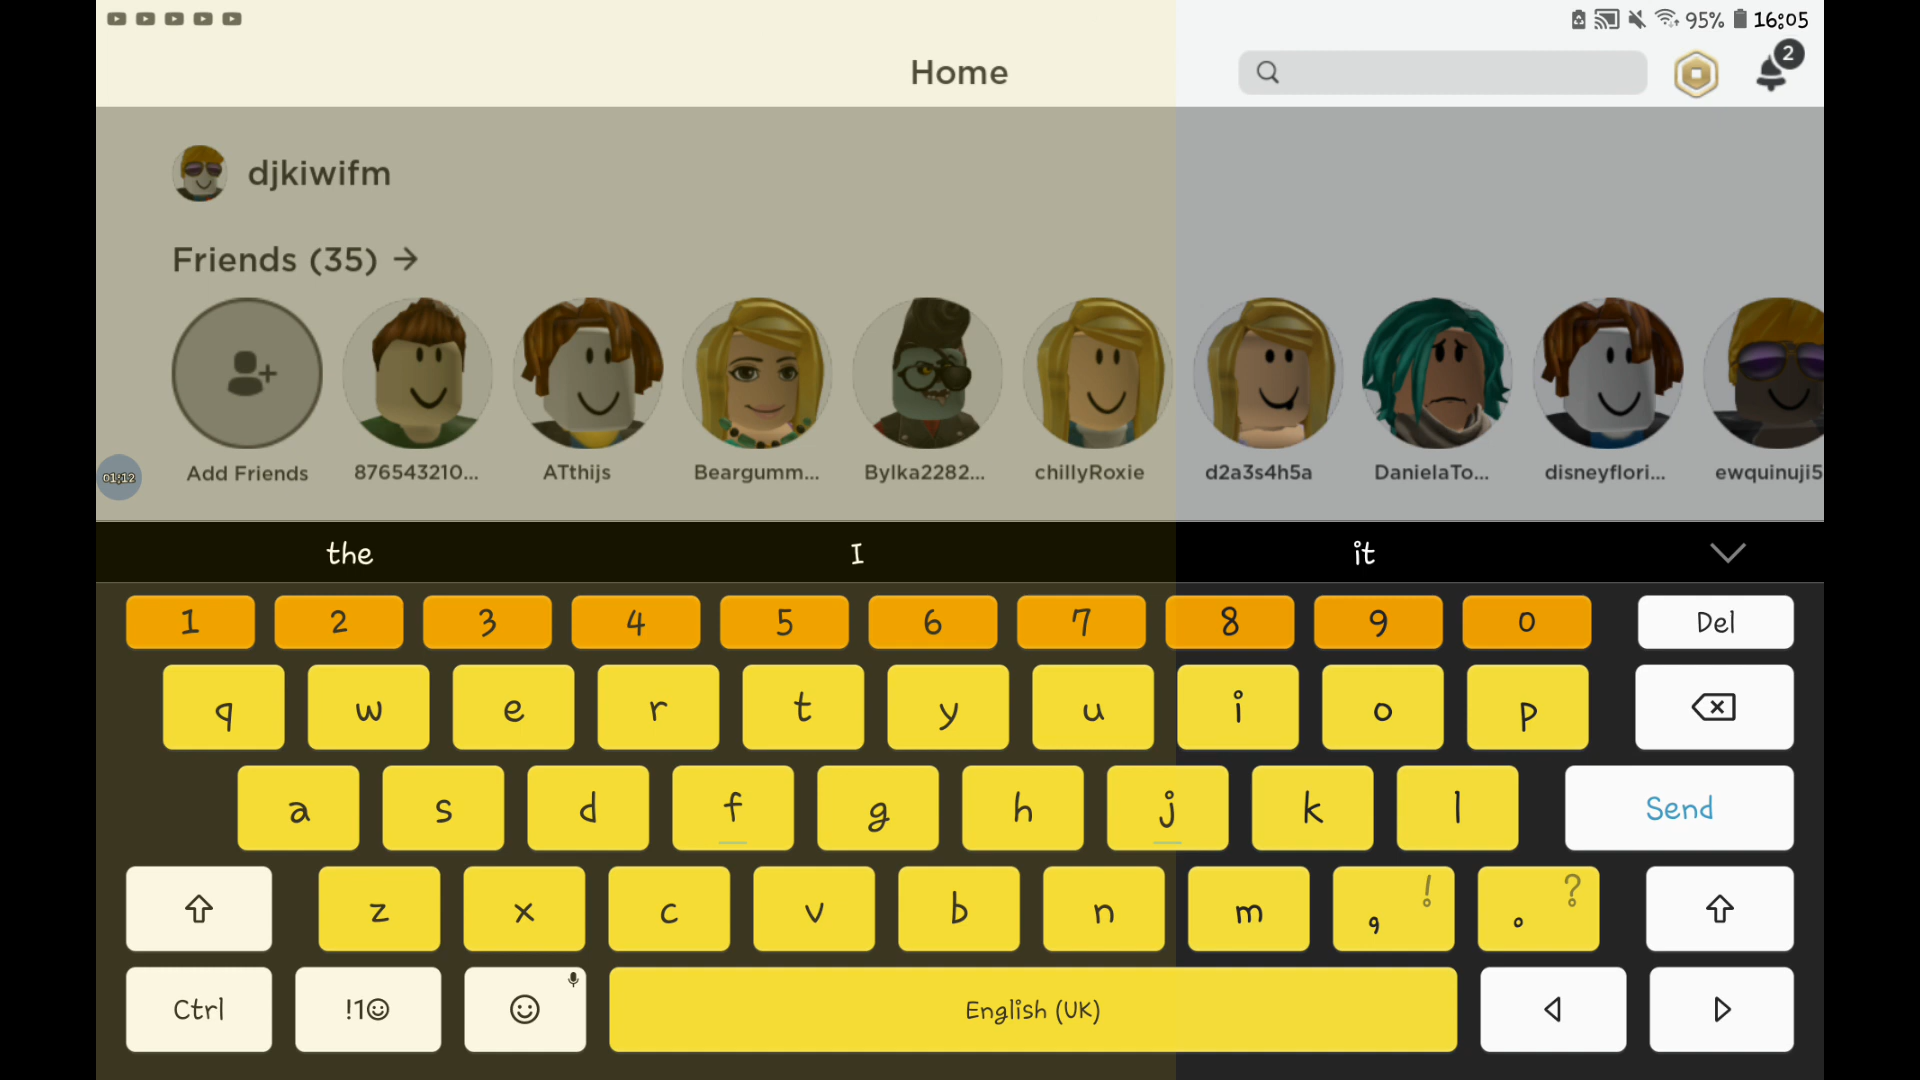 95% 16:05
Home
2
djkiwifm
Friends (35)
Add Friends 876543210... ATthijs Beargumm... Bylka2282... chillyRoxie d2a3s4h5a DanielaTo... disneyflori... ewquinuji5
01:12
the I it
1 2 3 4 5 6 7 8 9 0 Del
q w e r t y u i o p
a s d f g h j k l Send
z x c v b n m , ! . ?
Ctrl !1☺ English (UK)